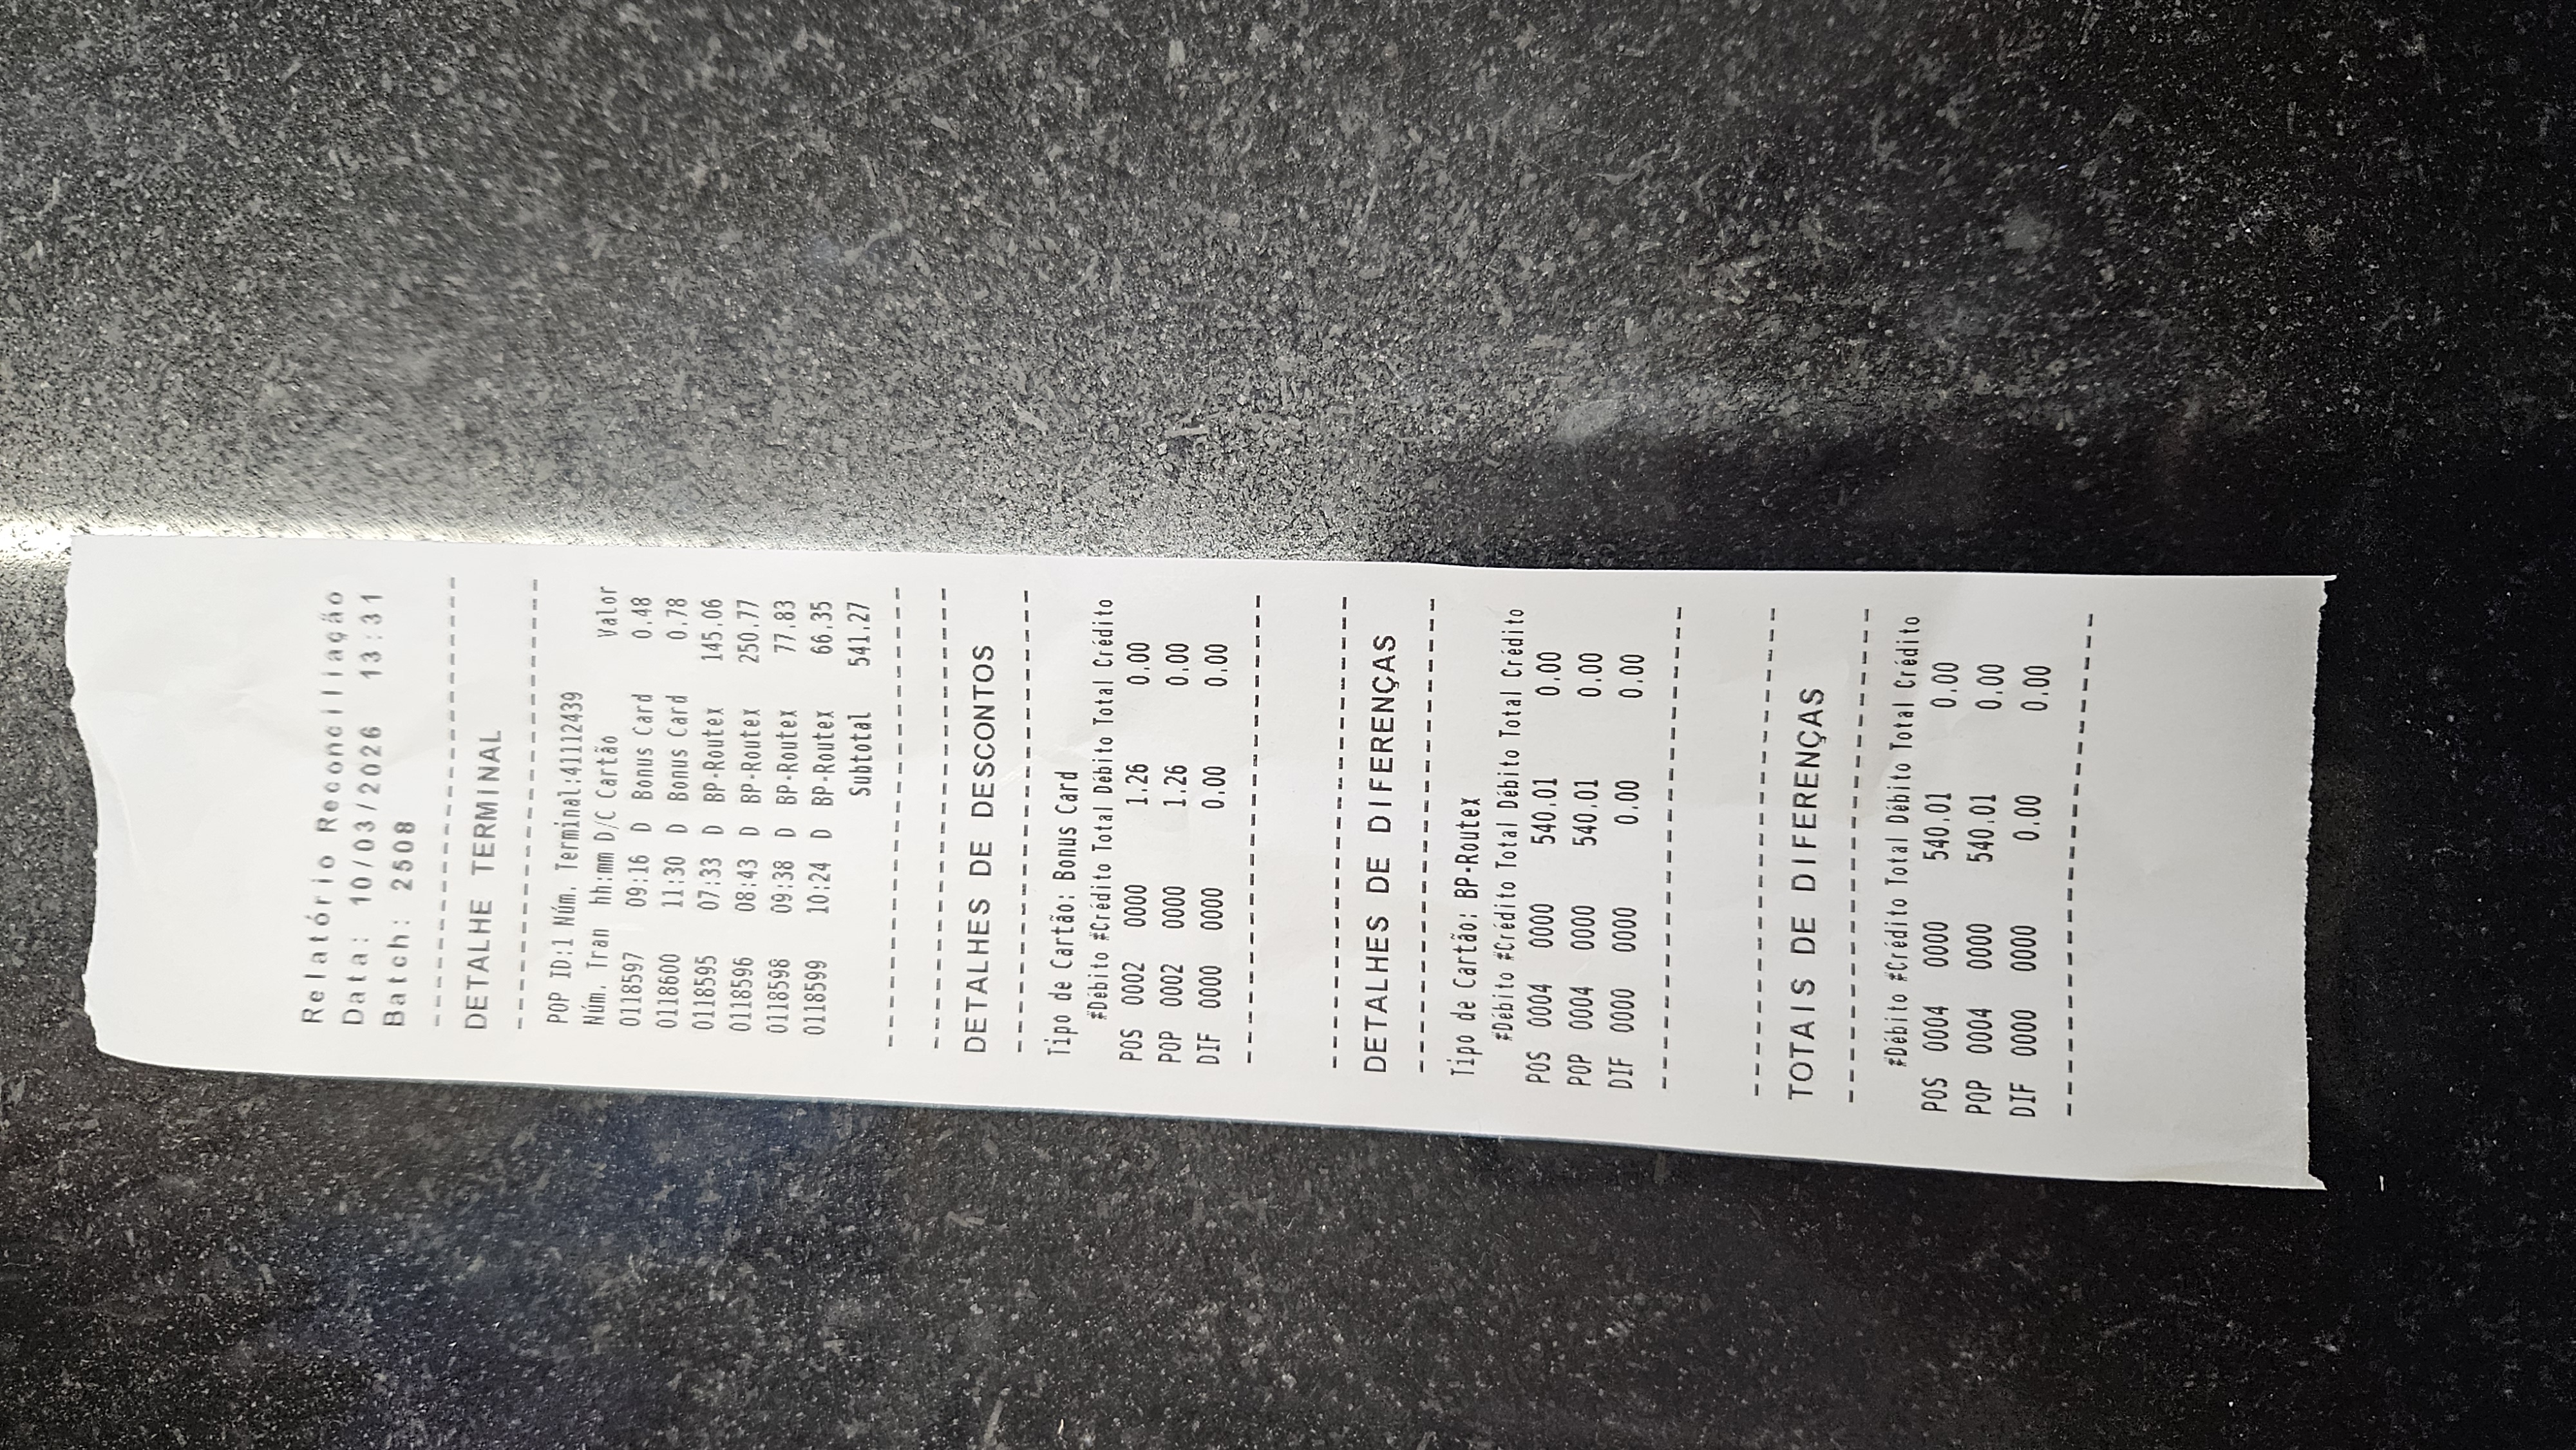 Relatório Reconciliação
Data: 10/03/2026 13:31
Batch: 2508
--------------------------------
DETALHE TERMINAL
--------------------------------
POP ID:1 Núm. Terminal:41112439
Núm. Tran hh:mm D/C Cartão Valor
0118597 09:16 D Bonus Card 0.48
0118600 11:30 D Bonus Card 0.78
0118595 07:33 D BP-Routex 145.06
0118596 08:43 D BP-Routex 250.77
0118598 09:38 D BP-Routex 77.83
0118599 10:24 D BP-Routex 66.35
Subtotal 541.27
--------------------------------
--------------------------------
DETALHES DE DESCONTOS
--------------------------------
Tipo de Cartão: Bonus Card
#Débito #Crédito Total Débito Total Crédito
POS 0002 0000 1.26 0.00
POP 0002 0000 1.26 0.00
DIF 0000 0000 0.00 0.00
--------------------------------
--------------------------------
DETALHES DE DIFERENÇAS
--------------------------------
Tipo de Cartão: BP-Routex
#Débito #Crédito Total Débito Total Crédito
POS 0004 0000 540.01 0.00
POP 0004 0000 540.01 0.00
DIF 0000 0000 0.00 0.00
--------------------------------
--------------------------------
TOTAIS DE DIFERENÇAS
--------------------------------
#Débito #Crédito Total Débito Total Crédito
POS 0004 0000 540.01 0.00
POP 0004 0000 540.01 0.00
DIF 0000 0000 0.00 0.00
--------------------------------